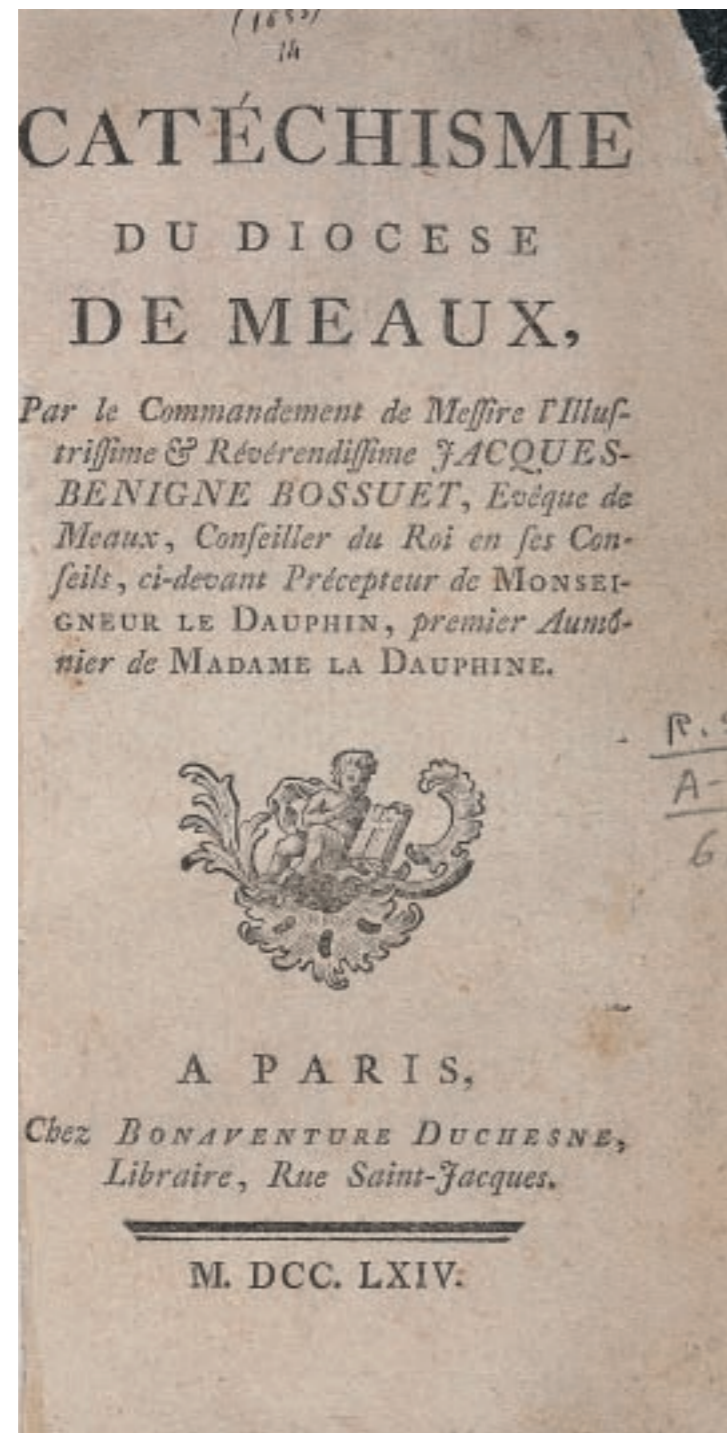 14
CATÉCHISME
DU DIOCESE
DE MEAUX,
Par le Commandement de Meſſire l'Illuſ-
triſſime & Révérendiſſime JACQUES-
BENIGNE BOSSUET, Evêque de
Meaux, Conſeiller du Roi en ſes Con-
ſeils, ci-devant Précepteur de MONSEI-
GNEUR LE DAUPHIN, premier Aumô-
nier de MADAME LA DAUPHINE.
A-
6
A PARIS,
Chez BONAVENTURE DUCHESNE,
Libraire, Rue Saint-Jacques.
M. DCC. LXIV.